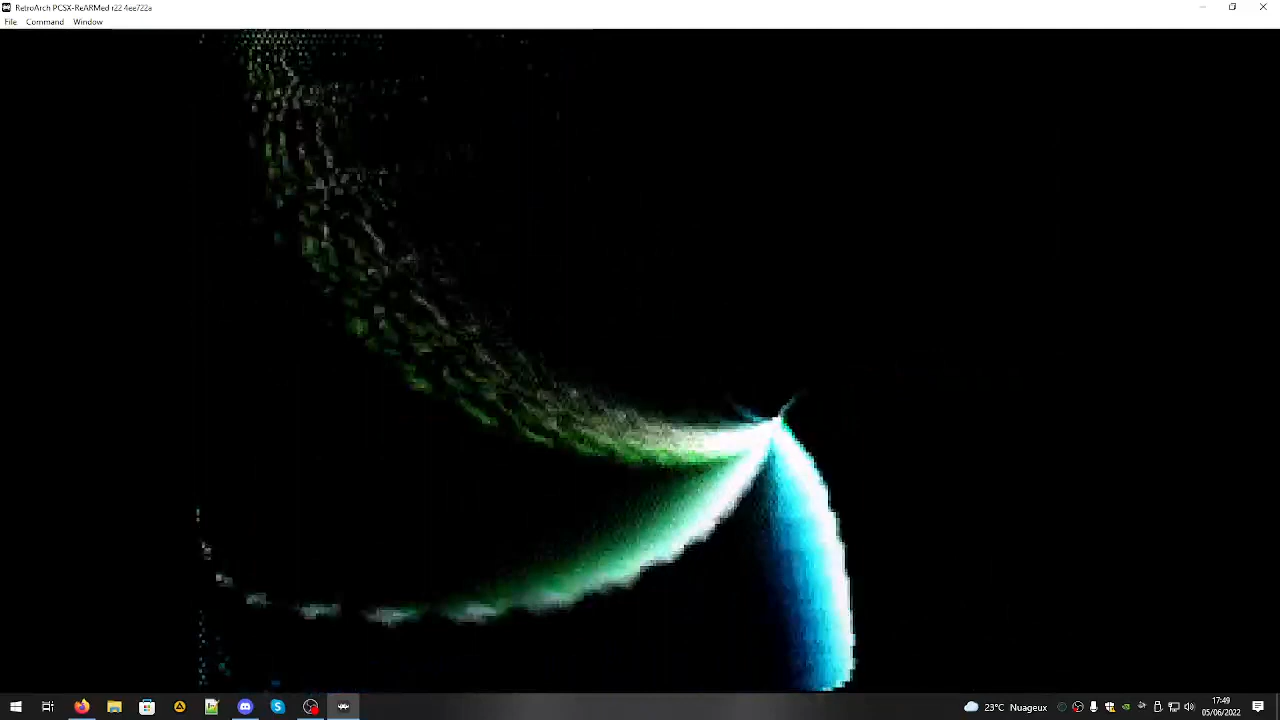 RetroArch PCSX-ReARMed r22 4ee722a
File Command Window
23°C Nuageux
17:49
05/06/2022